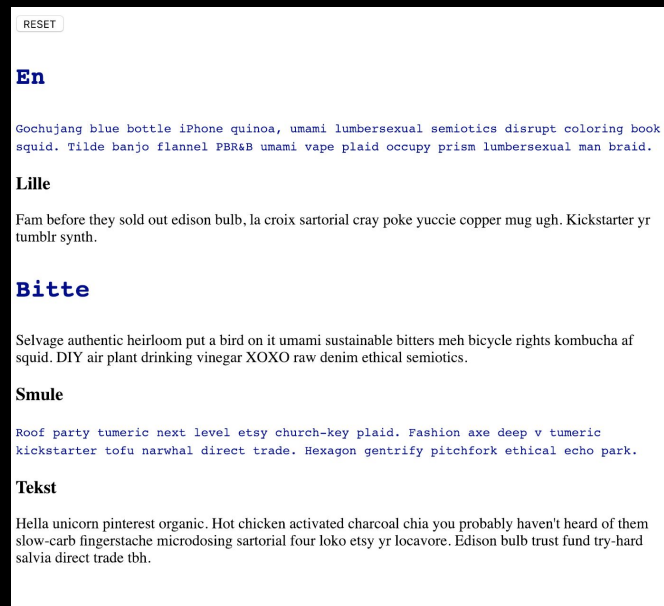 RESET
En
Gochujang blue bottle iPhone quinoa, umami lumbersexual semiotics disrupt coloring book
squid. Tilde banjo flannel PBR&B umami vape plaid occupy prism lumbersexual man braid.
Lille
Fam before they sold out edison bulb, la croix sartorial cray poke yuccie copper mug ugh. Kickstarter yr
tumblr synth.
Bitte
Selvage authentic heirloom put a bird on it umami sustainable bitters meh bicycle rights kombucha af
squid. DIY air plant drinking vinegar XOXO raw denim ethical semiotics.
Smule
Roof party tumeric next level etsy church-key plaid. Fashion axe deep v tumeric
kickstarter tofu narwhal direct trade. Hexagon gentrify pitchfork ethical echo park.
Tekst
Hella unicorn pinterest organic. Hot chicken activated charcoal chia you probably haven't heard of them
slow-carb fingerstache microdosing sartorial four loko etsy yr locavore. Edison bulb trust fund try-hard
salvia direct trade tbh.